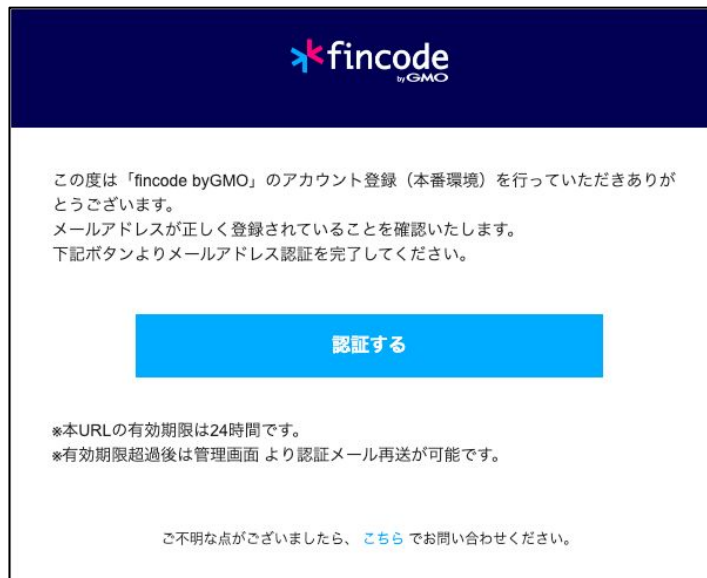 fincode
by GMO
この度は「fincode byGMO」のアカウント登録（本番環境）を行っていただきありが
とうございます。
メールアドレスが正しく登録されていることを確認いたします。
下記ボタンよりメールアドレス認証を完了してください。
認証する
※本URLの有効期限は24時間です。
※有効期限超過後は管理画面 より認証メール再送が可能です。
ご不明な点がございましたら、 こちら でお問い合わせください。